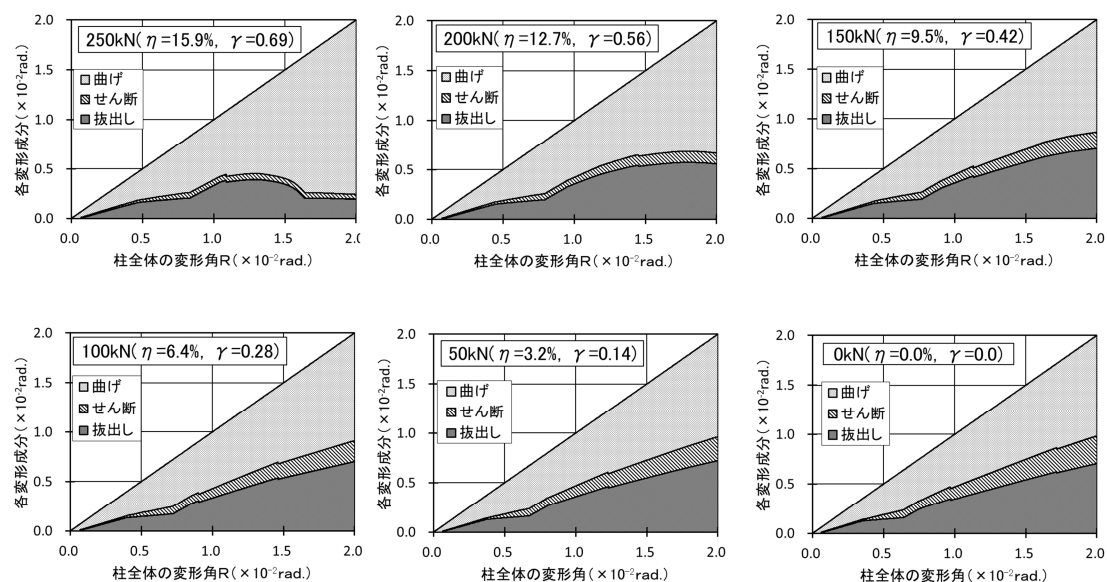 250kN( η=15.9%, γ=0.69)
曲げ
せん断
抜出し
各変形成分(×10⁻²rad.)
2.0
1.5
1.0
0.5
0.0
0.0 0.5 1.0 1.5 2.0
柱全体の変形角R(×10⁻²rad.)
200kN( η=12.7%, γ=0.56)
曲げ
せん断
抜出し
各変形成分(×10⁻²rad.)
2.0
1.5
1.0
0.5
0.0
0.0 0.5 1.0 1.5 2.0
柱全体の変形角R(×10⁻²rad.)
150kN( η=9.5%, γ=0.42)
曲げ
せん断
抜出し
各変形成分(×10⁻²rad.)
2.0
1.5
1.0
0.5
0.0
0.0 0.5 1.0 1.5 2.0
柱全体の変形角R(×10⁻²rad.)
100kN( η=6.4%, γ=0.28)
曲げ
せん断
抜出し
各変形成分(×10⁻²rad.)
2.0
1.5
1.0
0.5
0.0
0.0 0.5 1.0 1.5 2.0
柱全体の変形角R(×10⁻²rad.)
50kN( η=3.2%, γ=0.14)
曲げ
せん断
抜出し
各変形成分(×10⁻²rad.)
2.0
1.5
1.0
0.5
0.0
0.0 0.5 1.0 1.5 2.0
柱全体の変形角(×10⁻²rad.)
0kN( η=0.0%, γ=0.0)
曲げ
せん断
抜出し
各変形成分(×10⁻²rad.)
2.0
1.5
1.0
0.5
0.0
0.0 0.5 1.0 1.5 2.0
柱全体の変形角R(×10⁻²rad.)